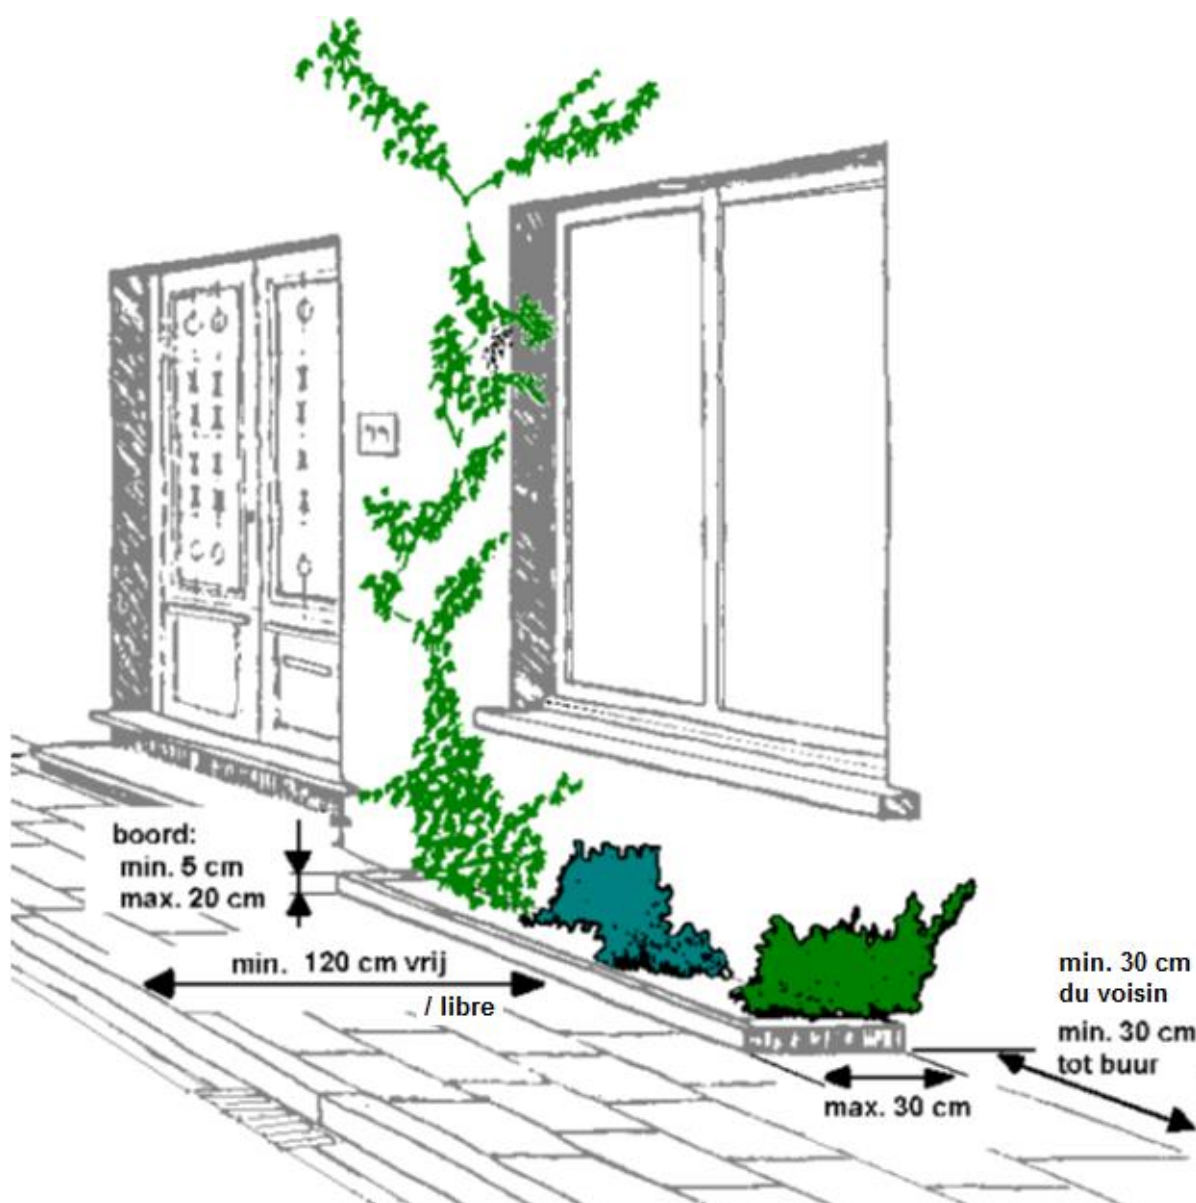 boord:
min. 5 cm
max. 20 cm
min. 120 cm vrij
/ libre
min. 30 cm
du voisin
min. 30 cm
tot buur
max. 30 cm